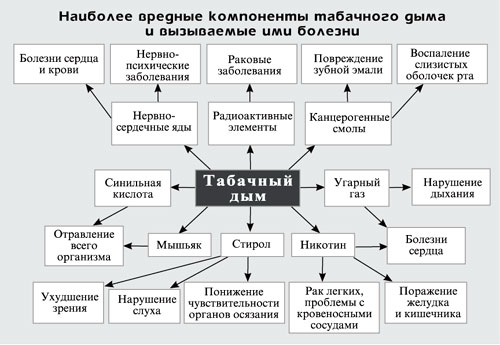 Наиболее вредные компоненты табачного дыма
и вызываемые ими болезни
Болезни сердца
и крови
Нервно-
психические
заболевания
Раковые
заболевания
Повреждение
зубной эмали
Воспаление
слизистых
оболочек рта
Нервно-
сердечные яды
Радиоактивные
элементы
Канцерогенные
смолы
Синильная
кислота
Табачный
дым
Угарный
газ
Нарушение
дыхания
Отравление
всего
организма
Мышьяк
Стирол
Никотин
Болезни
сердца
Ухудшение
зрения
Нарушение
слуха
Понижение
чувствительности
органов осязания
Рак легких,
проблемы с
кровеносными
сосудами
Поражение
желудка
и кишечника